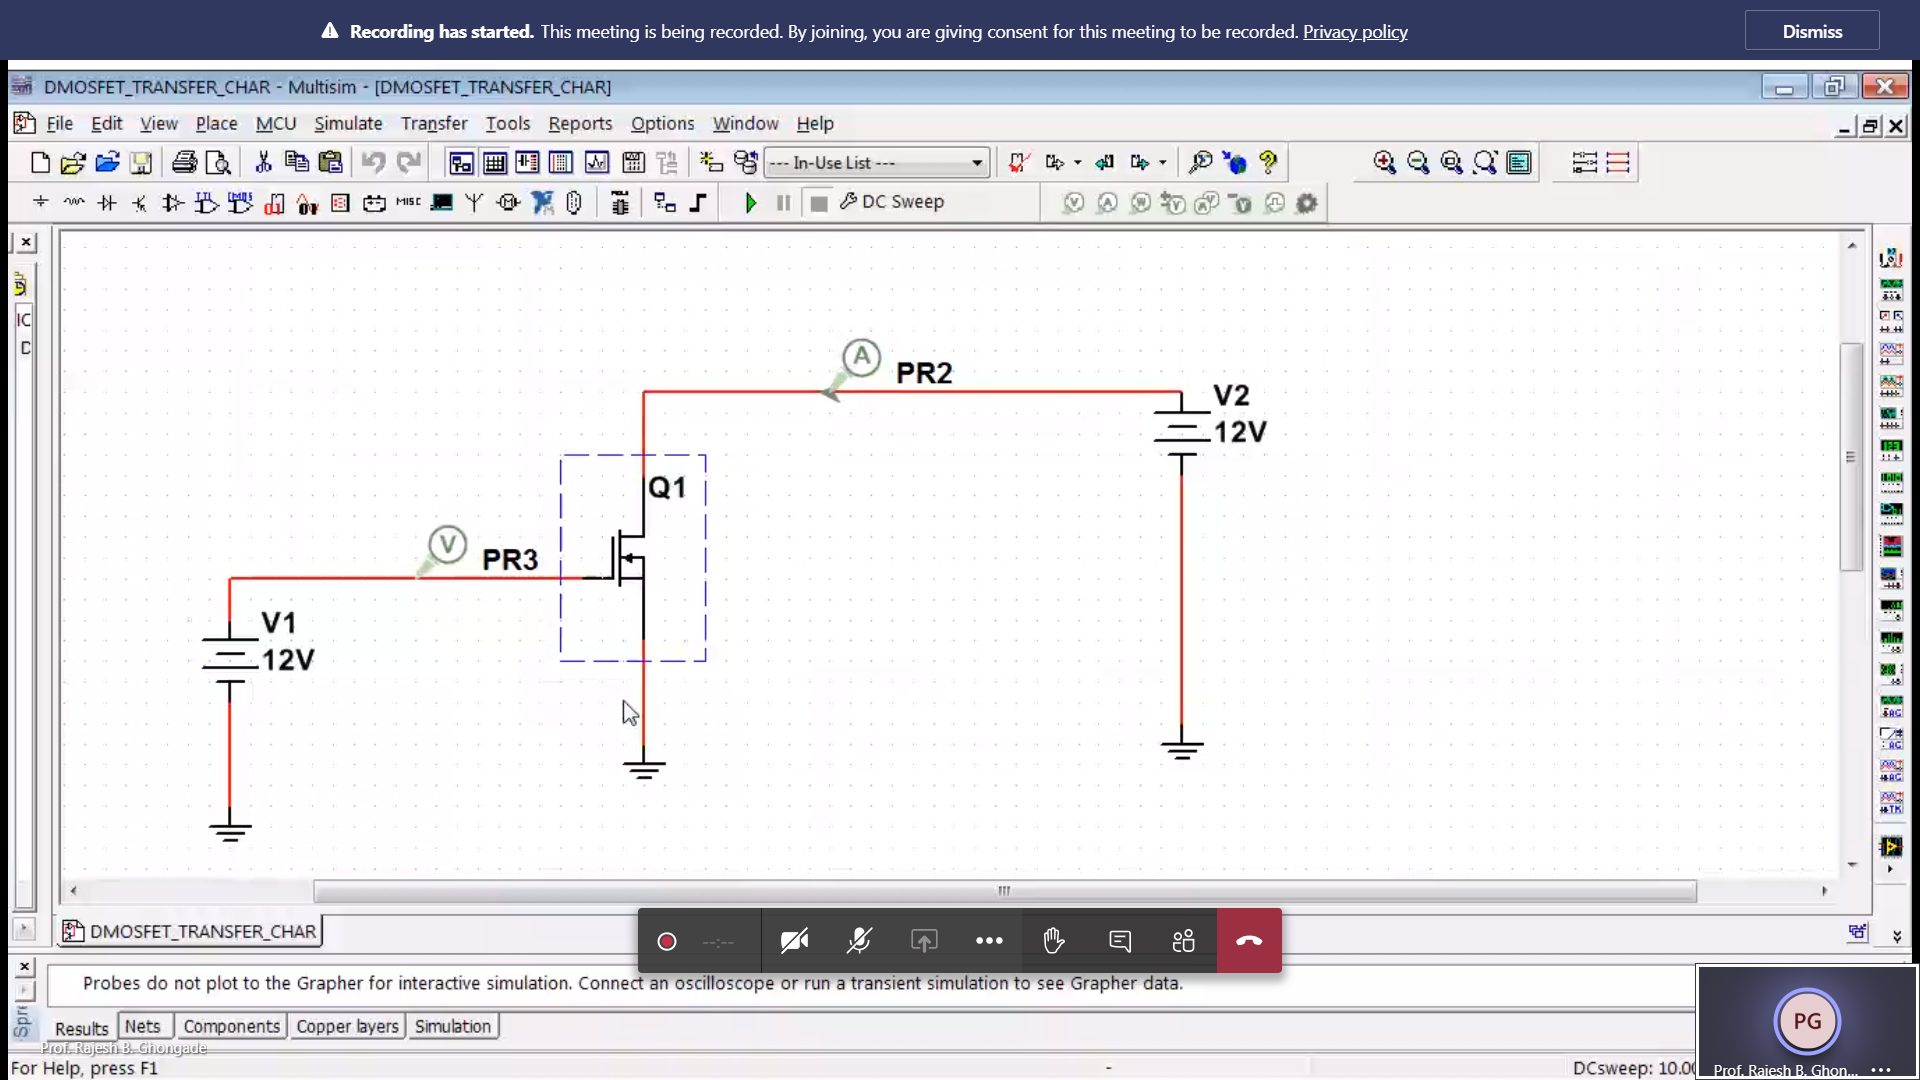 Recording has started. This meeting is being recorded. By joining, you are giving consent for this meeting to be recorded. Privacy policy
Dismiss
DMOSFET_TRANSFER_CHAR - Multisim - [DMOSFET_TRANSFER_CHAR]
File Edit View Place MCU Simulate Transfer Tools Reports Options Window Help
--- In-Use List ---
MISC
DC Sweep
IC
D
A
PR2
V2
12V
Q1
V
PR3
V1
12V
DMOSFET_TRANSFER_CHAR
--:--
Probes do not plot to the Grapher for interactive simulation. Connect an oscilloscope or run a transient simulation to see Grapher data.
Spr
Results Nets Components Copper layers Simulation
Prof. Rajesh B. Ghongade
For Help, press F1
-
DCsweep: 10.00
PG
Prof. Rajesh B. Ghon...